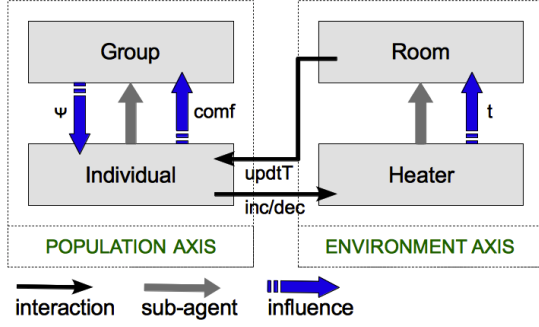 Group
Room
Ψ
comf
t
Individual
updtT
Heater
inc/dec
POPULATION AXIS
ENVIRONMENT AXIS
interaction
sub-agent
influence